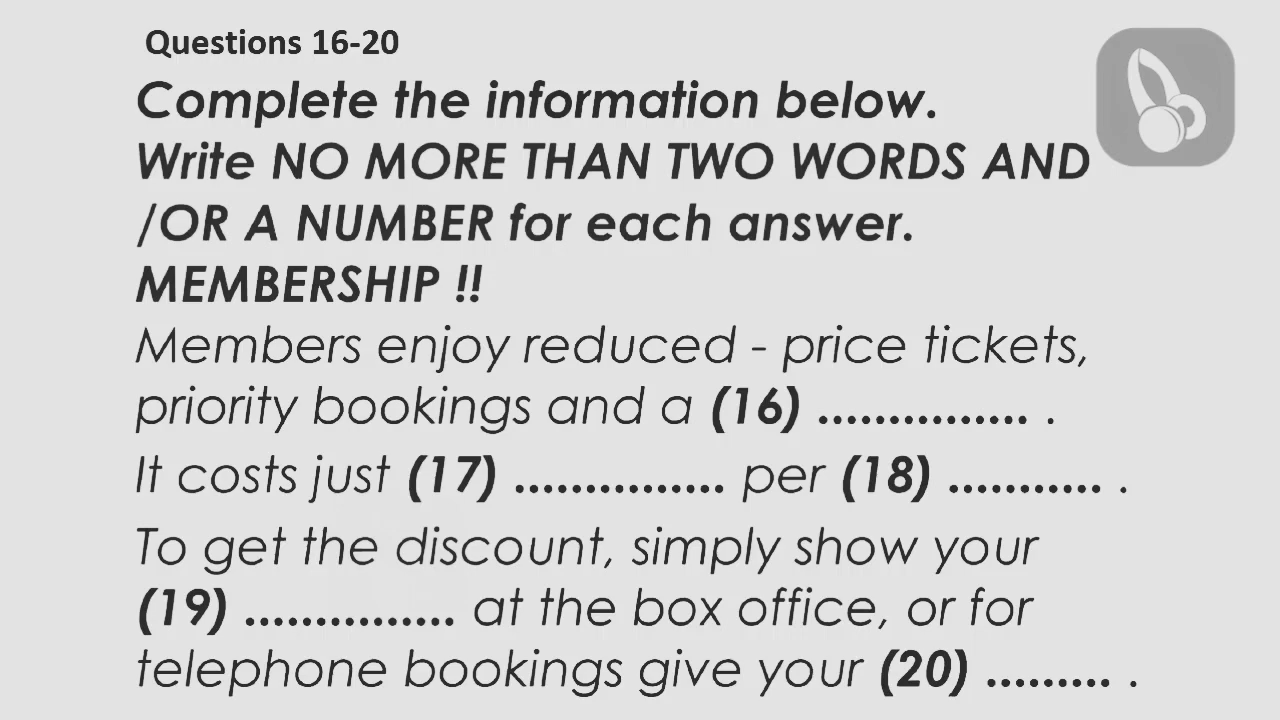 Questions 16-20
Complete the information below.
Write NO MORE THAN TWO WORDS AND
/OR A NUMBER for each answer.
MEMBERSHIP !!
Members enjoy reduced - price tickets,
priority bookings and a (16) ............... .
It costs just (17) ............... per (18) ........... .
To get the discount, simply show your
(19) ............... at the box office, or for
telephone bookings give your (20) ......... .